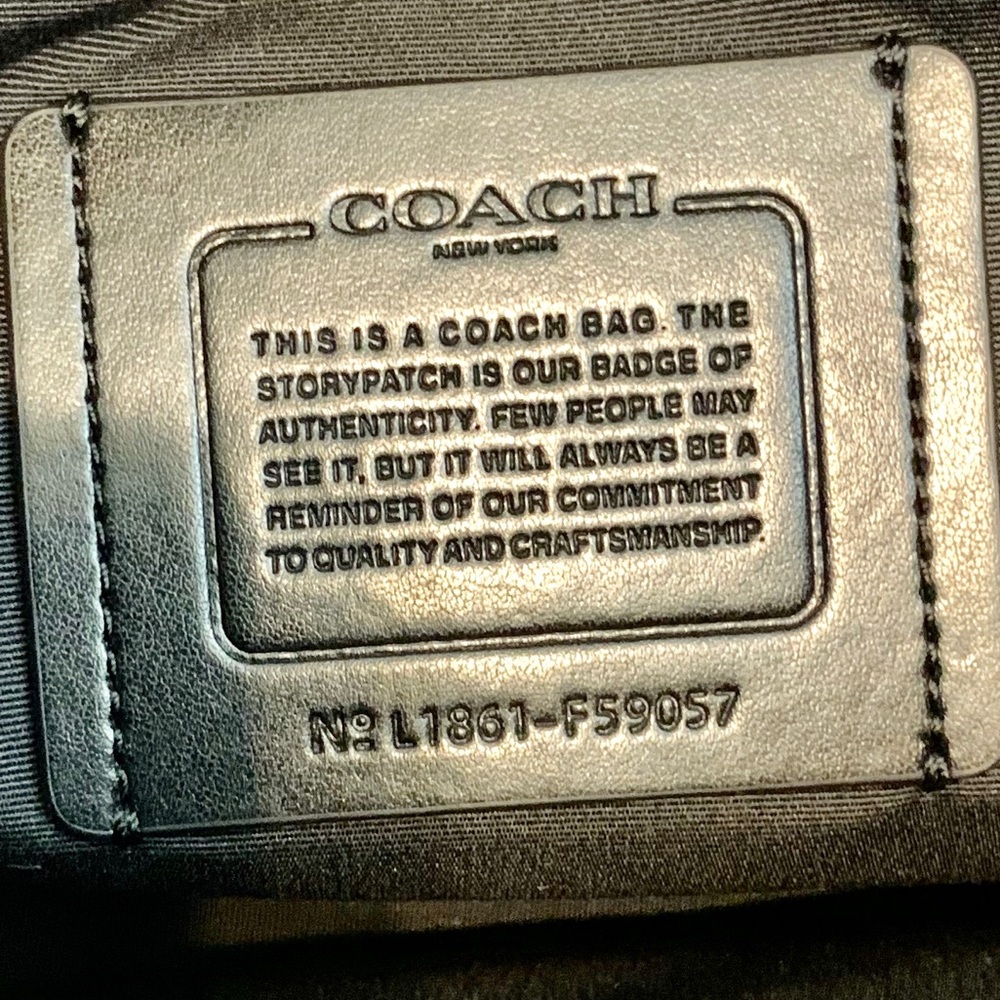 COACH
NEW YORK
THIS IS A COACH BAG. THE
STORYPATCH IS OUR BADGE OF
AUTHENTICITY. FEW PEOPLE MAY
SEE IT, BUT IT WILL ALWAYS BE A
REMINDER OF OUR COMMITMENT
TO QUALITY AND CRAFTSMANSHIP.
Nº L1861-F59057